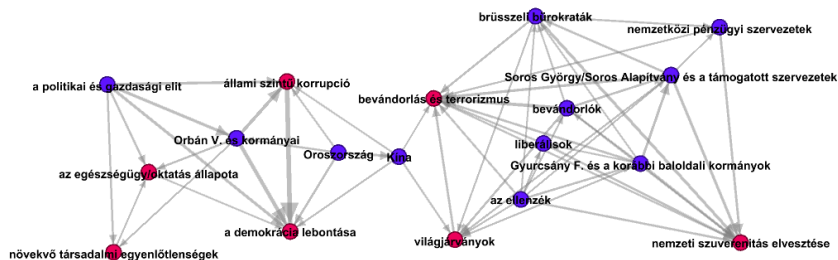 brüsszeli bürokraták
nemzetközi pénzügyi szervezetek
a politikai és gazdasági elit
állami szintű korrupció
Soros György/Soros Alapítvány és a támogatott szervezetek
bevándorlás és terrorizmus
bevándorlók
Orbán V. és kormányai
liberálisok
Oroszország
Kína
Gyurcsány F. és a korábbi baloldali kormányok
az egészségügy/oktatás állapota
az ellenzék
a demokrácia lebontása
világjárványok
nemzeti szuverenitás elvesztése
növekvő társadalmi egyenlőtlenségek